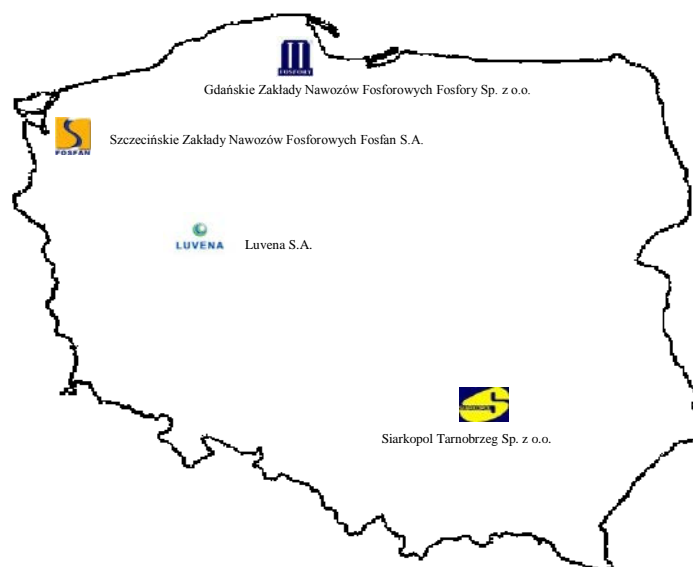 FOSFORY
Gdańskie Zakłady Nawozów Fosforowych Fosfory Sp. z o.o.
FOSFAN
Szczecińskie Zakłady Nawozów Fosforowych Fosfan S.A.
LUVENA
Luvena S.A.
Siarkopol Tarnobrzeg Sp. z o.o.